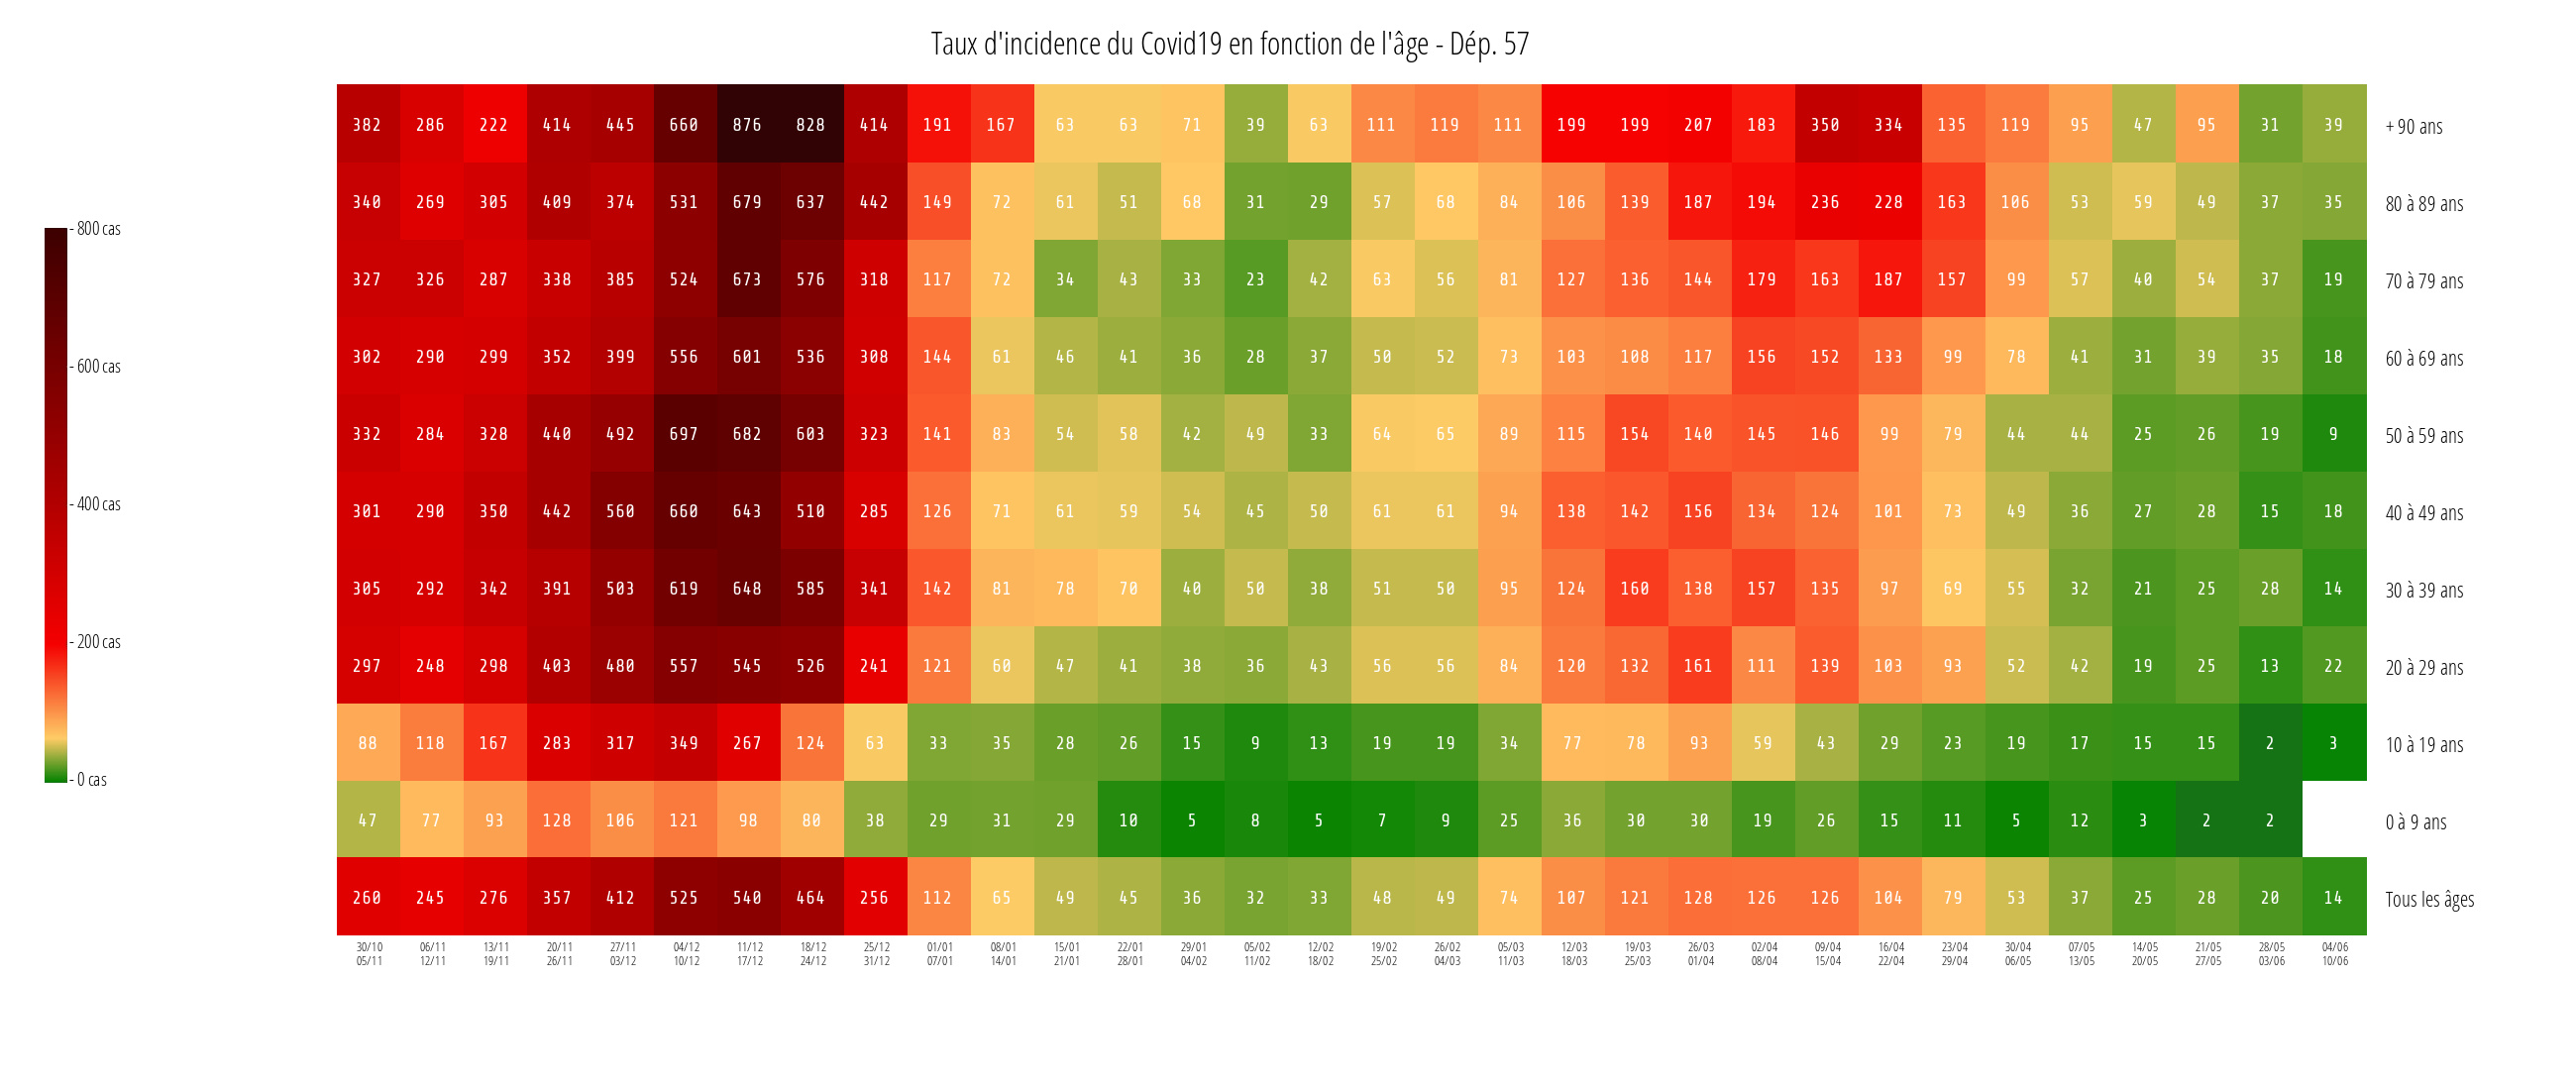 Taux d'incidence du Covid19 en fonction de l'âge - Dép. 57
382 286 222 414 445 660 876 828 414 191 167 63 63 71 39 63 111 119 111 199 199 207 183 350 334 135 119 95 47 95 31 39 + 90 ans
340 269 305 409 374 531 679 637 442 149 72 61 51 68 31 29 57 68 84 106 139 187 194 236 228 163 106 53 59 49 37 35 80 à 89 ans
- 800 cas
327 326 287 338 385 524 673 576 318 117 72 34 43 33 23 42 63 56 81 127 136 144 179 163 187 157 99 57 40 54 37 19 70 à 79 ans
302 290 299 352 399 556 601 536 308 144 61 46 41 36 28 37 50 52 73 103 108 117 156 152 133 99 78 41 31 39 35 18 60 à 69 ans
- 600 cas
332 284 328 440 492 697 682 603 323 141 83 54 58 42 49 33 64 65 89 115 154 140 145 146 99 79 44 44 25 26 19 9 50 à 59 ans
- 400 cas
301 290 350 442 560 660 643 510 285 126 71 61 59 54 45 50 61 61 94 138 142 156 134 124 101 73 49 36 27 28 15 18 40 à 49 ans
305 292 342 391 503 619 648 585 341 142 81 78 70 40 50 38 51 50 95 124 160 138 157 135 97 69 55 32 21 25 28 14 30 à 39 ans
- 200 cas
297 248 298 403 480 557 545 526 241 121 60 47 41 38 36 43 56 56 84 120 132 161 111 139 103 93 52 42 19 25 13 22 20 à 29 ans
88 118 167 283 317 349 267 124 63 33 35 28 26 15 9 13 19 19 34 77 78 93 59 43 29 23 19 17 15 15 2 3 10 à 19 ans
- 0 cas
47 77 93 128 106 121 98 80 38 29 31 29 10 5 8 5 7 9 25 36 30 30 19 26 15 11 5 12 3 2 2 0 à 9 ans
260 245 276 357 412 525 540 464 256 112 65 49 45 36 32 33 48 49 74 107 121 128 126 126 104 79 53 37 25 28 20 14 Tous les âges
30/10 06/11 13/11 20/11 27/11 04/12 11/12 18/12 25/12 01/01 08/01 15/01 22/01 29/01 05/02 12/02 19/02 26/02 05/03 12/03 19/03 26/03 02/04 09/04 16/04 23/04 30/04 07/05 14/05 21/05 28/05 04/06
05/11 12/11 19/11 26/11 03/12 10/12 17/12 24/12 31/12 07/01 14/01 21/01 28/01 04/02 11/02 18/02 25/02 04/03 11/03 18/03 25/03 01/04 08/04 15/04 22/04 29/04 06/05 13/05 20/05 27/05 03/06 10/06